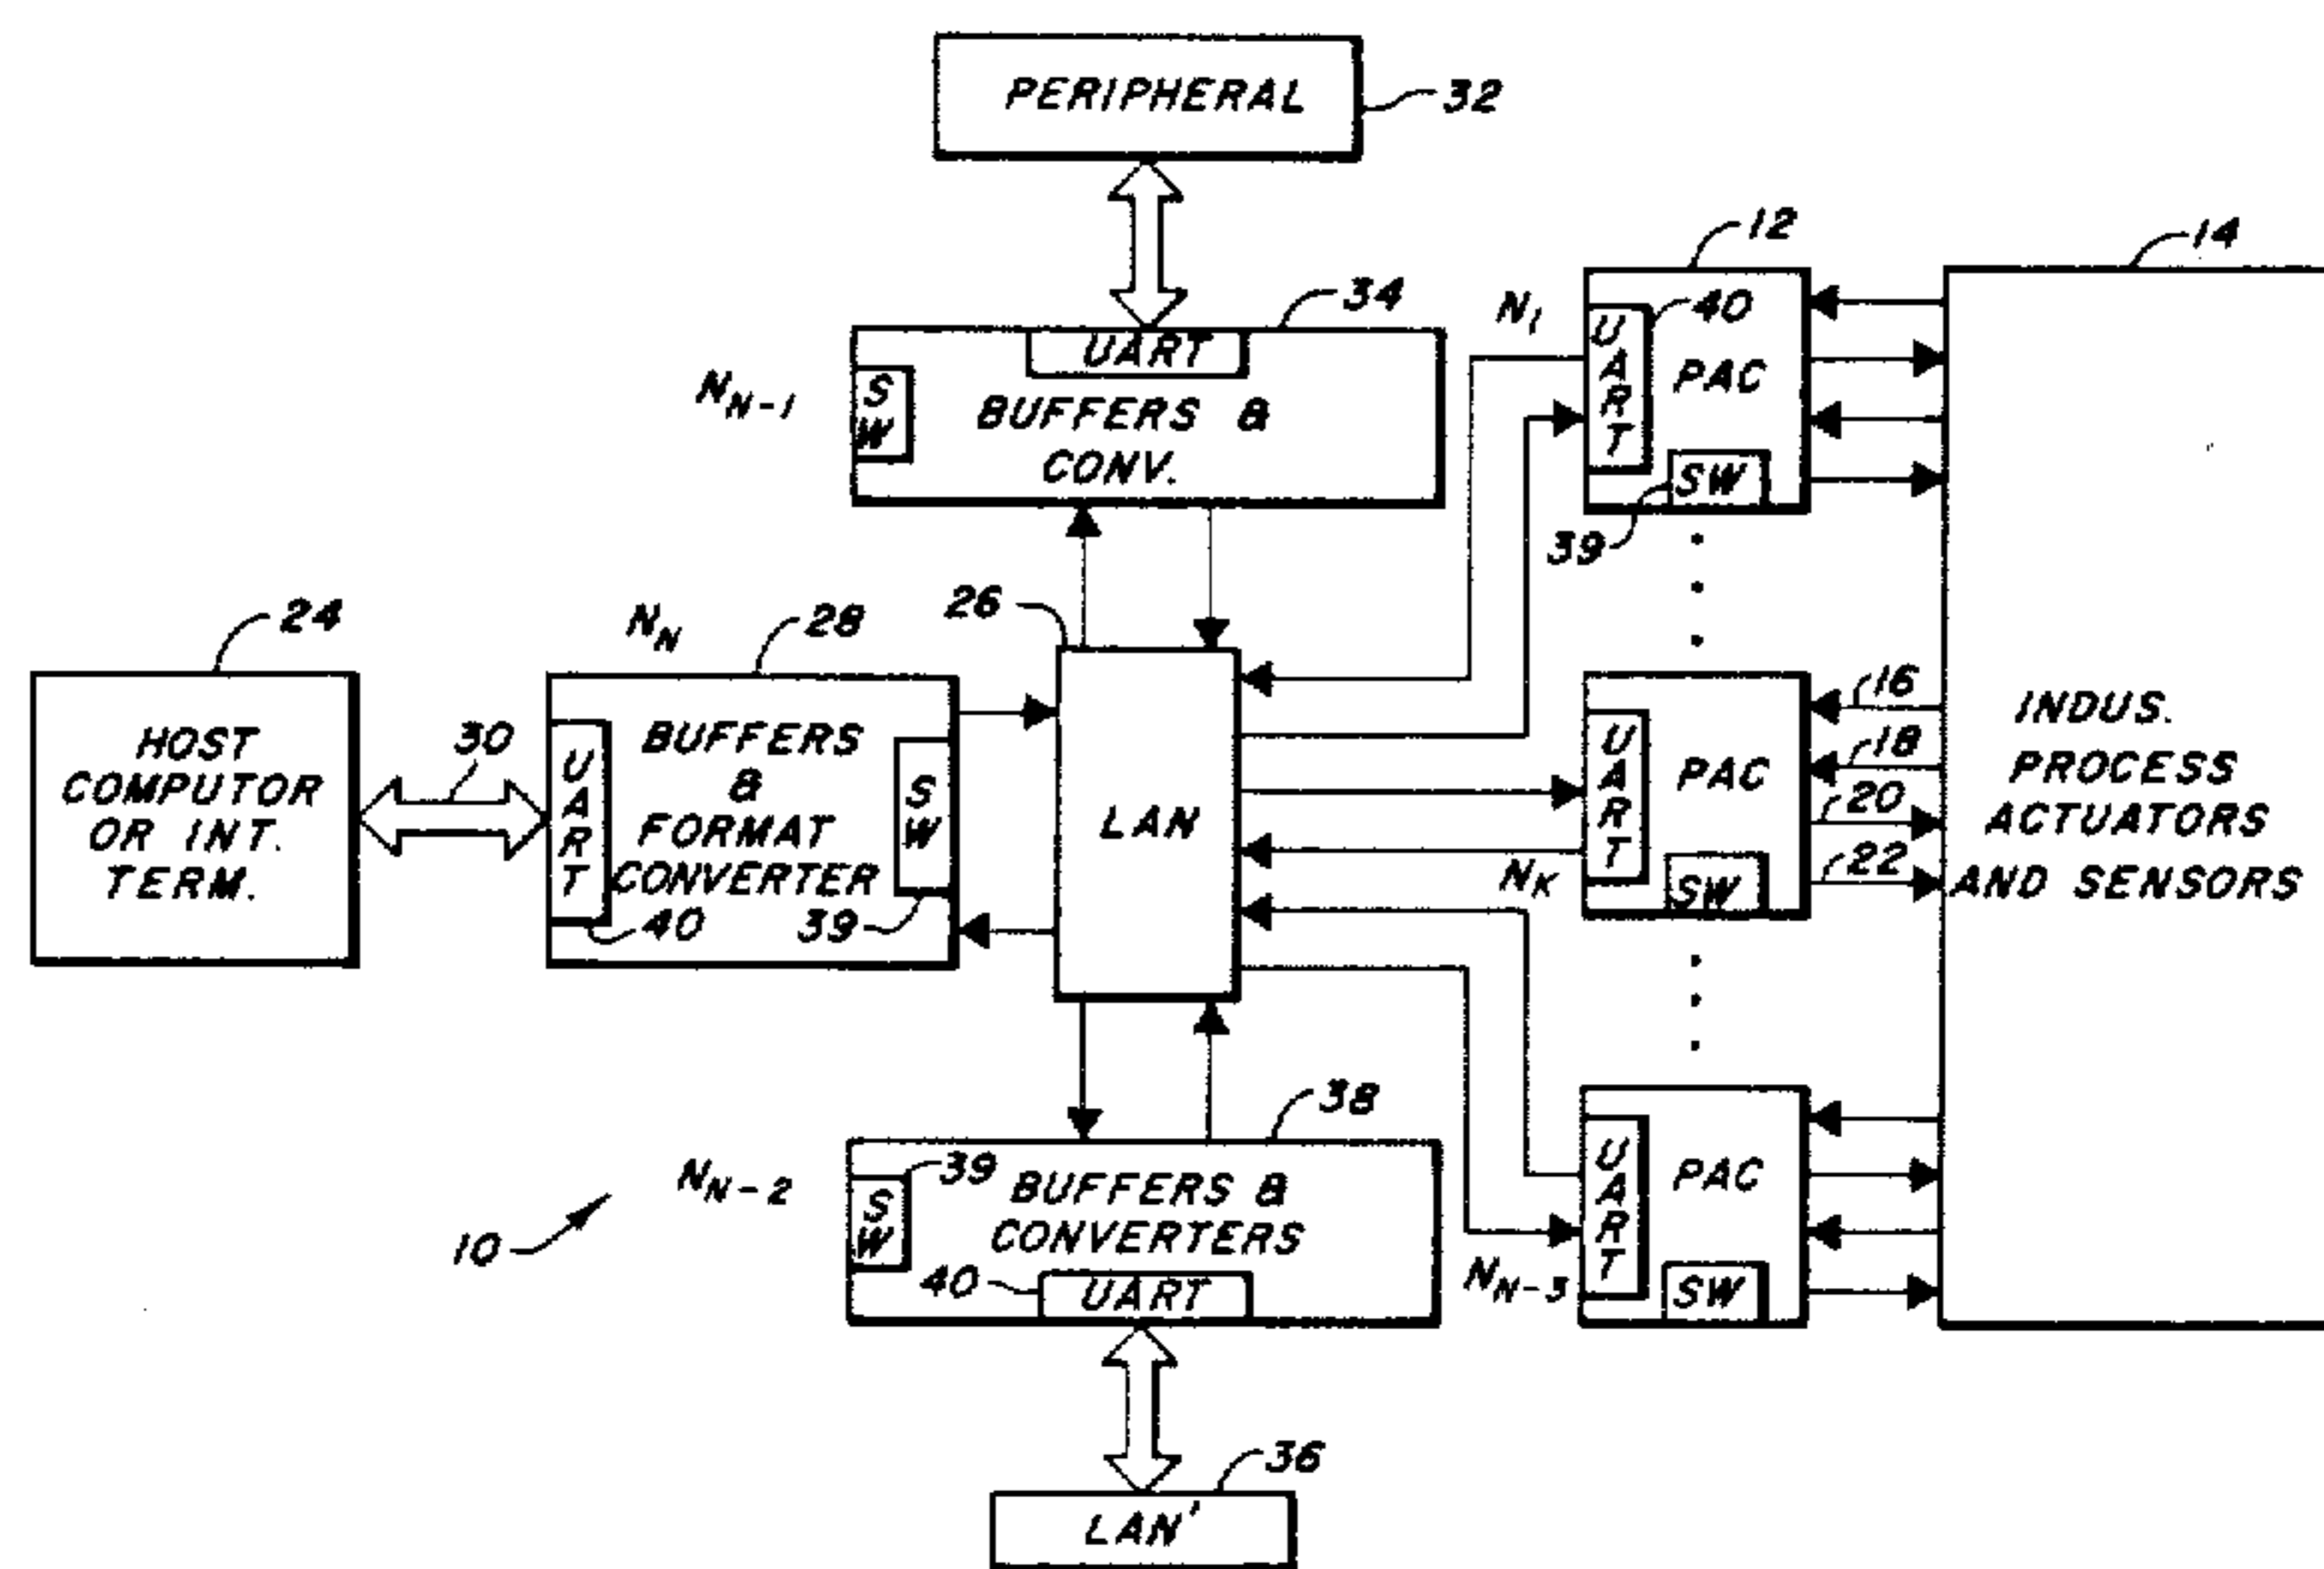 PERIPHERAL
32
12
14
34
N1
UART
40
PAC
UART
SW
NN-1
BUFFERS &
CONV.
SW
39
24
NN
28
26
HOST
COMPUTOR
OR INT.
TERM.
30
UART
BUFFERS
&
FORMAT
CONVERTER
SW
40
39
LAN
UART
PAC
SW
NK
16
18
20
22
INDUS.
PROCESS
ACTUATORS
AND SENSORS
38
NN-2
39
SW
BUFFERS &
CONVERTERS
40
UART
10
NN-3
UART
PAC
SW
36
LAN'